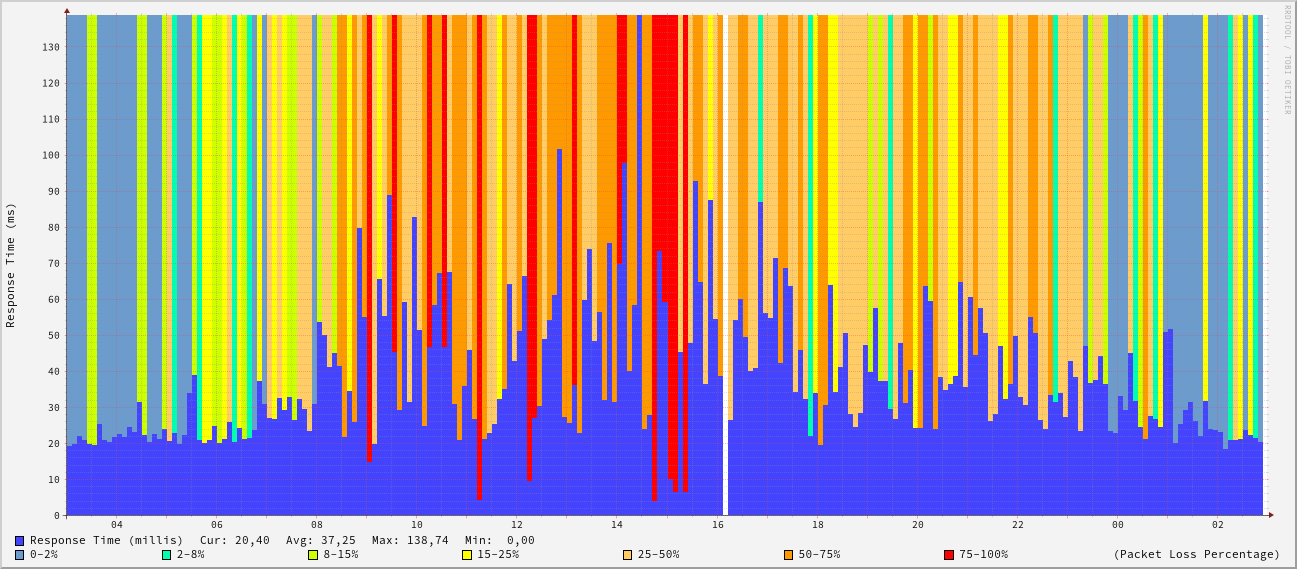 RRDTOOL / TOBI OETIKER
Response Time (ms)
130
120
110
100
90
80
70
60
50
40
30
20
10
0
04 06 08 10 12 14 16 18 20 22 00 02
Response Time (millis) Cur: 20,40 Avg: 37,25 Max: 138,74 Min: 0,00
0-2% 2-8% 8-15% 15-25% 25-50% 50-75% 75-100% (Packet Loss Percentage)